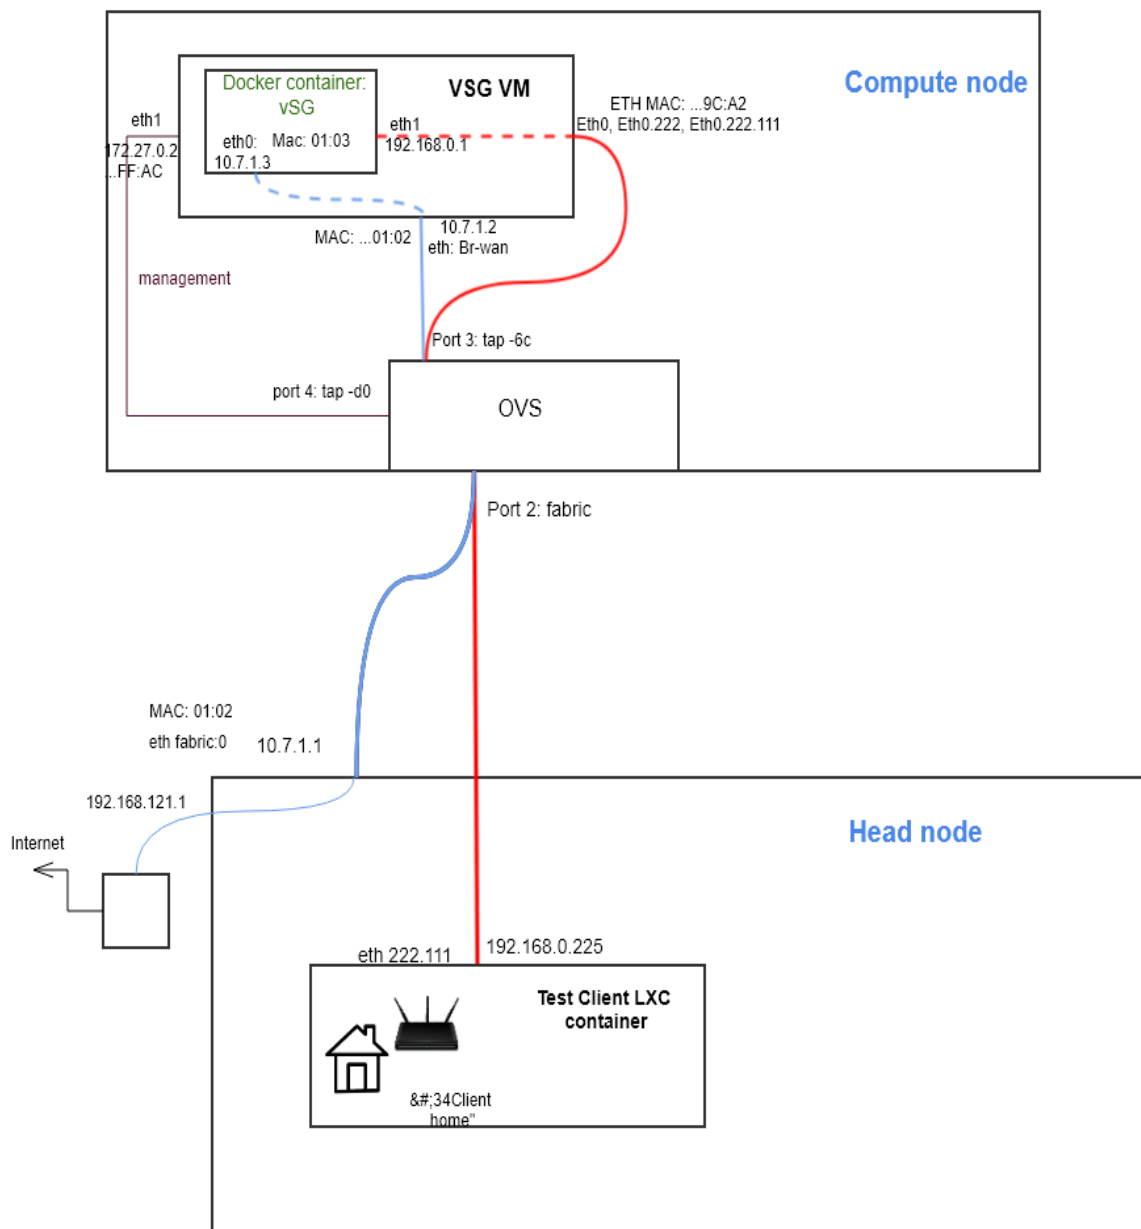 Compute node
Docker container:
vSG
VSG VM
ETH MAC: ...9C:A2
Eth0, Eth0.222, Eth0.222.111
eth1
eth1
eth0:
Mac: 01:03
192.168.0.1
172.27.0.2
...FF:AC
10.7.1.3
10.7.1.2
MAC: ...01:02
eth: Br-wan
management
Port 3: tap -6c
port 4: tap -d0
OVS
Port 2: fabric
MAC: 01:02
eth fabric:0
10.7.1.1
192.168.121.1
Internet
Head node
eth 222.111
192.168.0.225
Test Client LXC
container
&#;34Client
home"